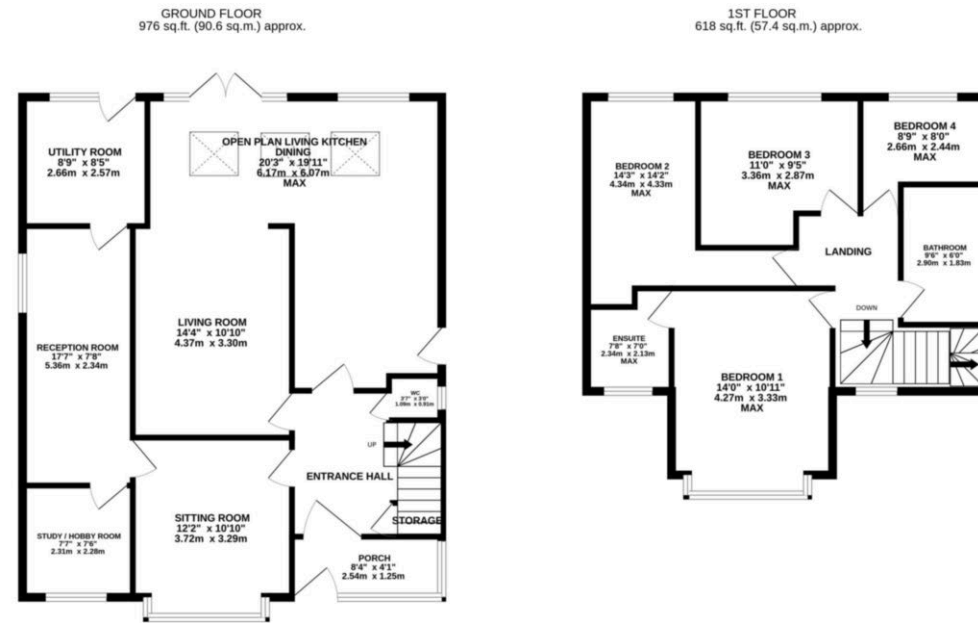 GROUND FLOOR
976 sq.ft. (90.6 sq.m.) approx.
UTILITY ROOM
8'9" x 8'5"
2.66m x 2.57m
OPEN PLAN LIVING KITCHEN
DINING
20'3" x 19'11"
6.17m x 6.07m
MAX
RECEPTION ROOM
17'7" x 7'8"
5.36m x 2.34m
LIVING ROOM
14'4" x 10'10"
4.37m x 3.30m
WC
3'7" x 3'0"
1.09m x 0.91m
UP
ENTRANCE HALL
STORAGE
STUDY / HOBBY ROOM
7'7" x 7'6"
2.31m x 2.28m
SITTING ROOM
12'2" x 10'10"
3.72m x 3.29m
PORCH
8'4" x 4'1"
2.54m x 1.25m
1ST FLOOR
618 sq.ft. (57.4 sq.m.) approx.
BEDROOM 2
14'3" x 14'2"
4.34m x 4.33m
MAX
BEDROOM 3
11'0" x 9'5"
3.36m x 2.87m
MAX
BEDROOM 4
8'9" x 8'0"
2.66m x 2.44m
MAX
LANDING
BATHROOM
9'6" x 6'0"
2.90m x 1.83m
DOWN
ENSUITE
7'8" x 7'0"
2.34m x 2.13m
MAX
BEDROOM 1
14'0" x 10'11"
4.27m x 3.33m
MAX